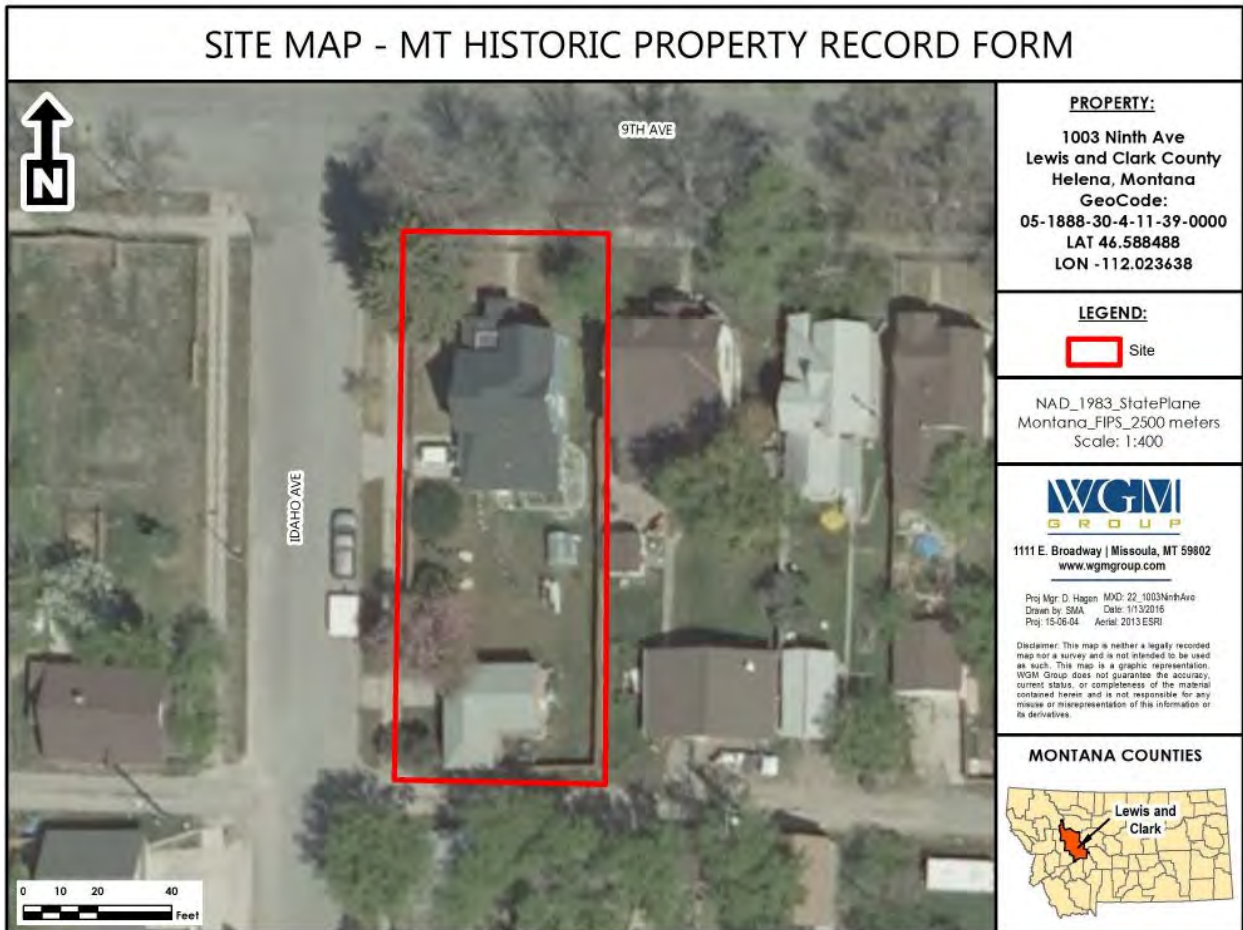 SITE MAP - MT HISTORIC PROPERTY RECORD FORM
N
9TH AVE
IDAHO AVE
0 10 20 40
Feet
PROPERTY:
1003 Ninth Ave
Lewis and Clark County
Helena, Montana
GeoCode:
05-1888-30-4-11-39-0000
LAT 46.588488
LON -112.023638
LEGEND:
Site
NAD_1983_StatePlane
Montana_FIPS_2500 meters
Scale: 1:400
WGM
GROUP
1111 E. Broadway | Missoula, MT 59802
www.wgmgroup.com
Proj Mgr: D. Hagen MXD: 22_1003NinthAve
Drawn by: SMA Date: 1/13/2016
Proj: 15-06-04 Aerial: 2013 ESRI
Disclaimer: This map is neither a legally recorded
map nor a survey and is not intended to be used
as such. This map is a graphic representation.
WGM Group does not guarantee the accuracy,
current status, or completeness of the material
contained herein and is not responsible for any
misuse or misrepresentation of this information or
its derivatives.
MONTANA COUNTIES
Lewis and
Clark